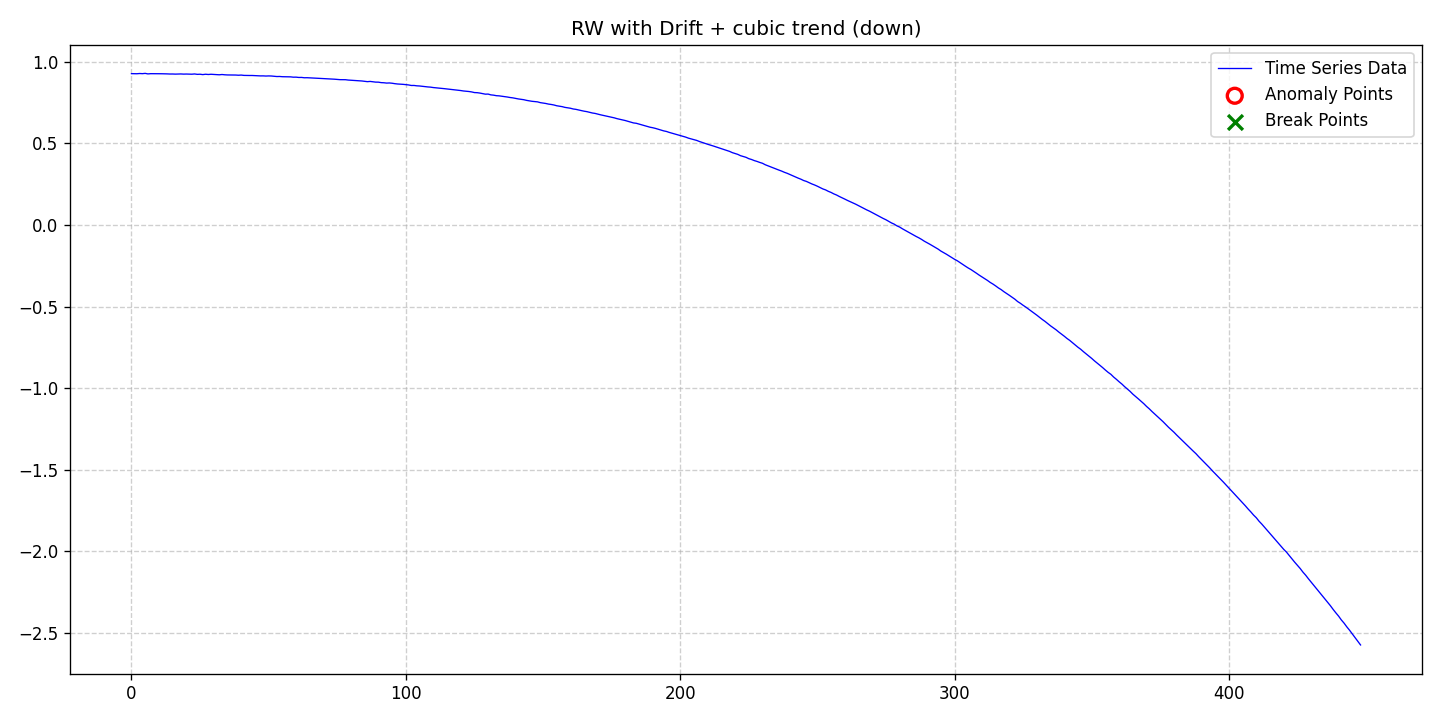 RW with Drift + cubic trend (down)
Time Series Data
Anomaly Points
Break Points
1.0
0.5
0.0
−0.5
−1.0
−1.5
−2.0
−2.5
0 100 200 300 400